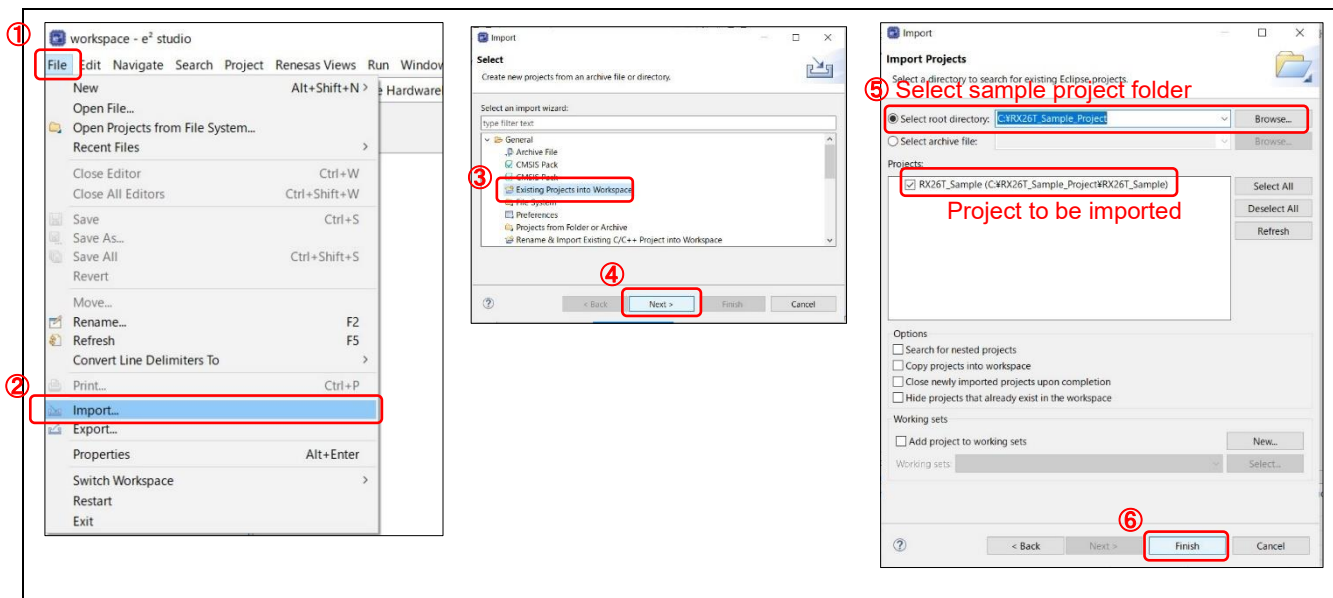 ①
workspace - e² studio
File Edit Navigate Search Project Renesas Views Run Window
New Alt+Shift+N >
e Hardware
Open File...
Open Projects from File System...
Recent Files >
Close Editor Ctrl+W
Close All Editors Ctrl+Shift+W
Save Ctrl+S
Save As...
Save All Ctrl+Shift+S
Revert
Move...
Rename... F2
Refresh F5
Convert Line Delimiters To >
② Print... Ctrl+P
Import...
Export...
Properties Alt+Enter
Switch Workspace >
Restart
Exit
Import
Select
Create new projects from an archive file or directory.
Select an import wizard:
type filter text
General
Archive File
CMSIS Pack
CMSIS Pack
③ Existing Projects into Workspace
File System
Preferences
Projects from Folder or Archive
Rename & Import Existing C/C++ Project into Workspace
④
< Back Next > Finish Cancel
Import
Import Projects
Select a directory to search for existing Eclipse projects.
⑤ Select sample project folder
Select root directory: C:¥RX26T_Sample_Project Browse...
Select archive file: Browse...
Projects:
RX26T_Sample (C:¥RX26T_Sample_Project¥RX26T_Sample) Select All
Project to be imported Deselect All
Refresh
Options
Search for nested projects
Copy projects into workspace
Close newly imported projects upon completion
Hide projects that already exist in the workspace
Working sets
Add project to working sets New...
Working sets: Select...
⑥
< Back Next > Finish Cancel